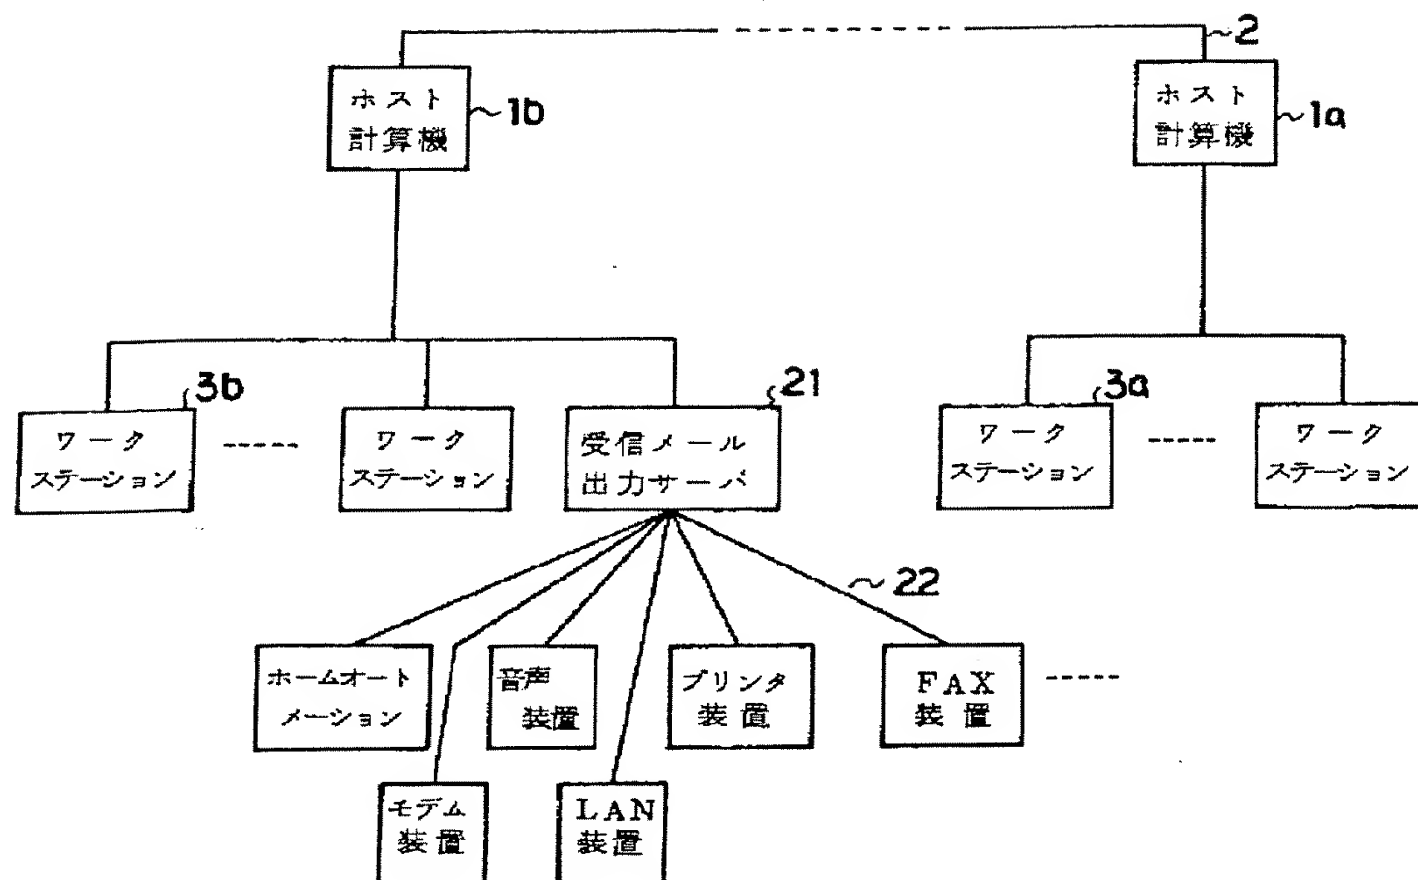 2
ホスト
計算機
1b
ホスト
計算機
1a
3b
ワーク
ステーション
ワーク
ステーション
21
受信メール
出力サーバ
3a
ワーク
ステーション
ワーク
ステーション
22
ホームオート
メーション
音声
装置
プリンタ
装置
FAX
装置
モデム
装置
LAN
装置